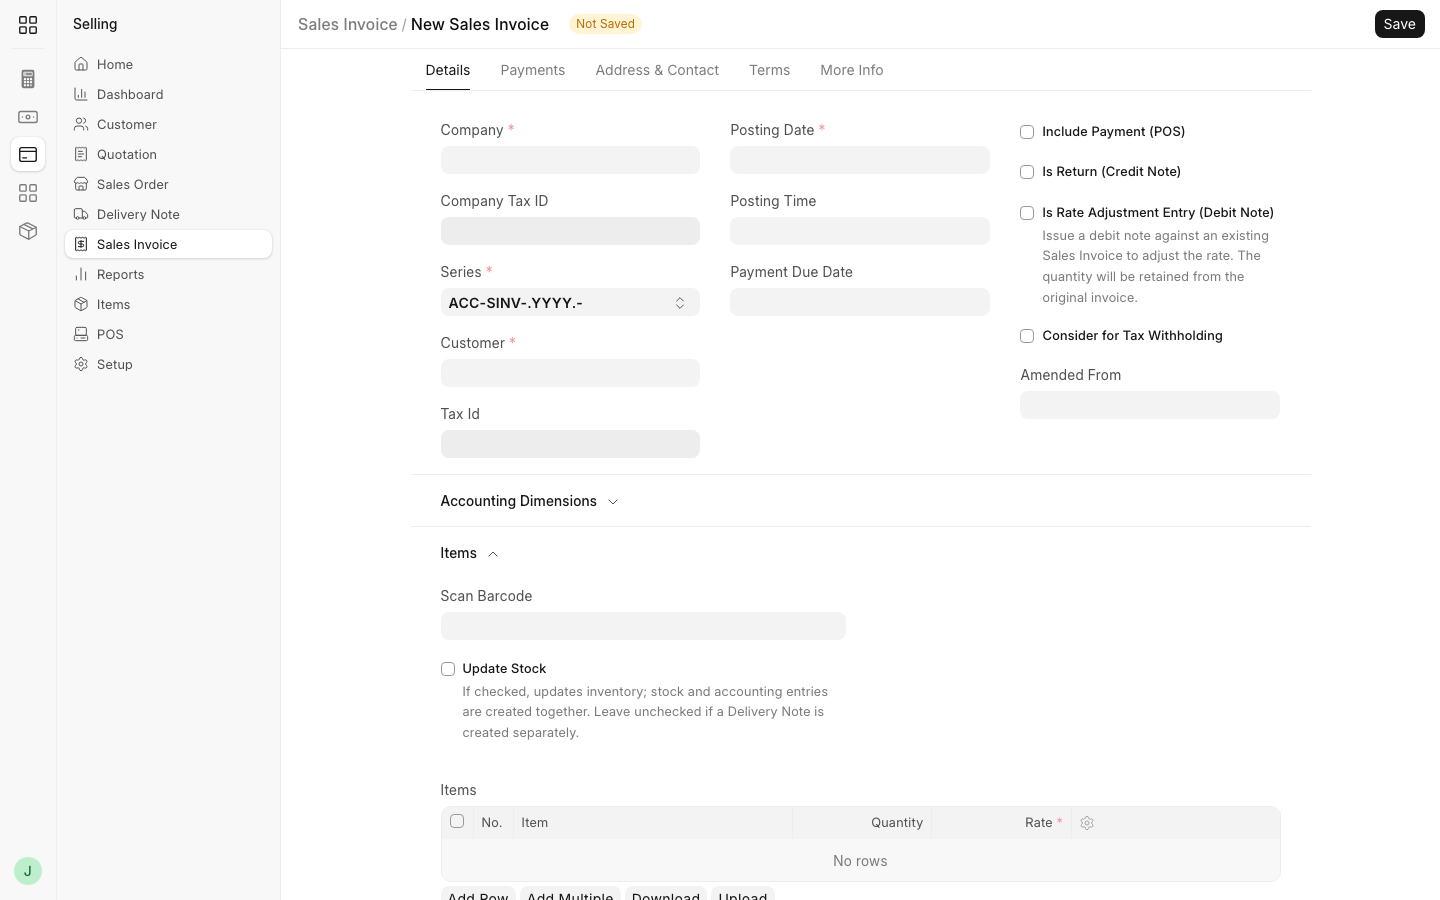 Selling
Home
Dashboard
Customer
Quotation
Sales Order
Delivery Note
Sales Invoice
Reports
Items
POS
Setup
J
Sales Invoice / New Sales Invoice
Not Saved
Save
Details
Payments
Address & Contact
Terms
More Info
Company *
Company Tax ID
Series *
ACC-SINV-.YYYY.-
Customer *
Tax Id
Posting Date *
Posting Time
Payment Due Date
Include Payment (POS)
Is Return (Credit Note)
Is Rate Adjustment Entry (Debit Note)
Issue a debit note against an existing
Sales Invoice to adjust the rate. The
quantity will be retained from the
original invoice.
Consider for Tax Withholding
Amended From
Accounting Dimensions
Items
Scan Barcode
Update Stock
If checked, updates inventory; stock and accounting entries
are created together. Leave unchecked if a Delivery Note is
created separately.
Items
No. Item Quantity Rate *
No rows
Add Row Add Multiple Download Upload